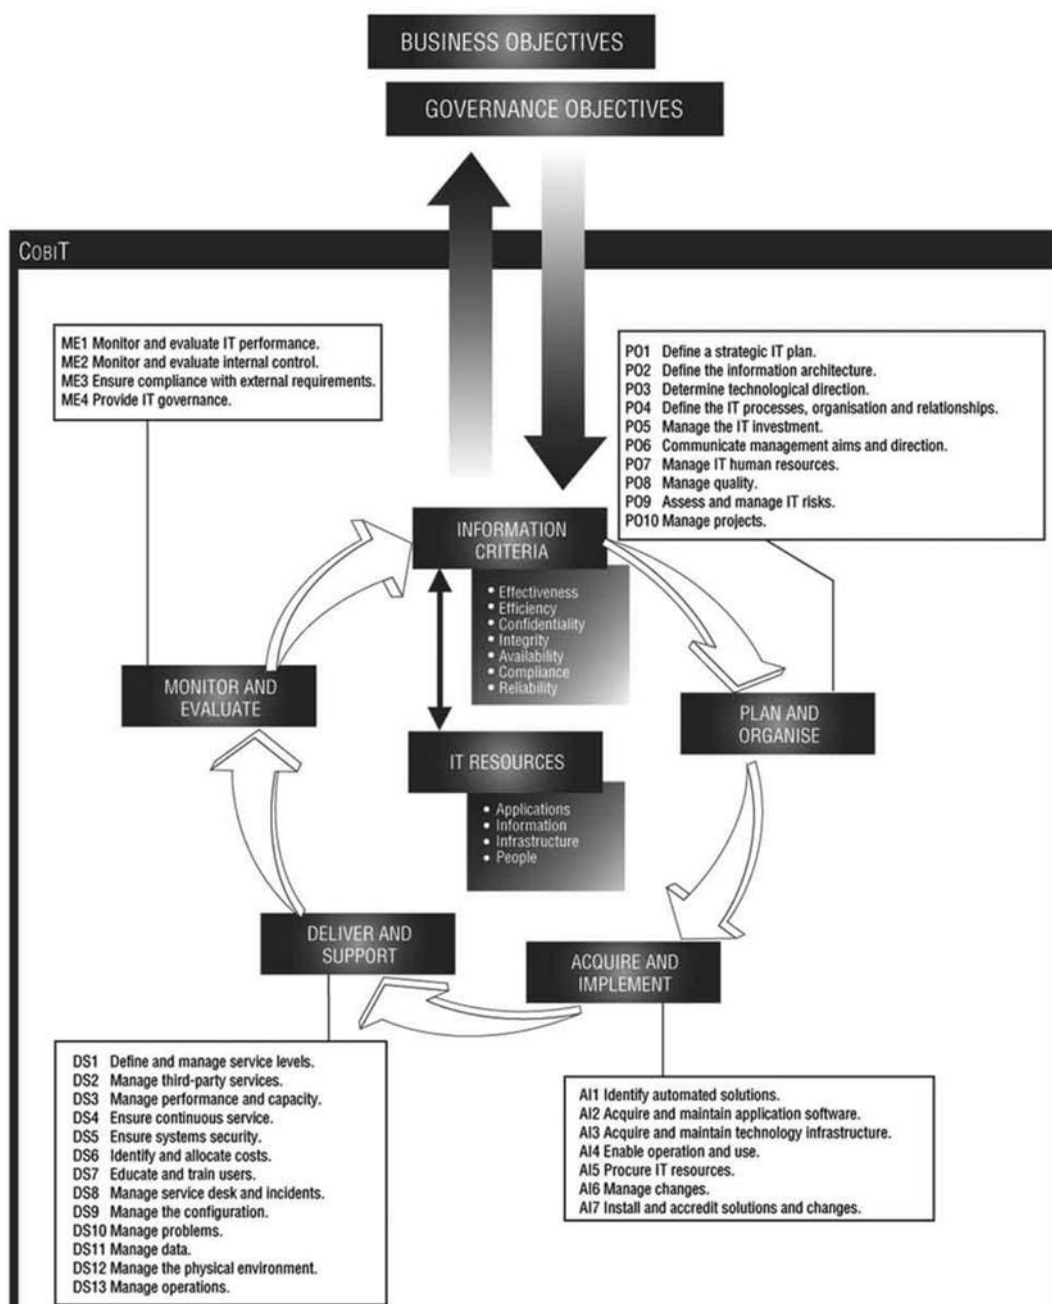 BUSINESS OBJECTIVES
GOVERNANCE OBJECTIVES
COBIT
ME1 Monitor and evaluate IT performance.
ME2 Monitor and evaluate internal control.
ME3 Ensure compliance with external requirements.
ME4 Provide IT governance.
PO1 Define a strategic IT plan.
PO2 Define the information architecture.
PO3 Determine technological direction.
PO4 Define the IT processes, organisation and relationships.
PO5 Manage the IT investment.
PO6 Communicate management aims and direction.
PO7 Manage IT human resources.
PO8 Manage quality.
PO9 Assess and manage IT risks.
PO10 Manage projects.
INFORMATION
CRITERIA
• Effectiveness
• Efficiency
• Confidentiality
• Integrity
• Availability
• Compliance
• Reliability
MONITOR AND
EVALUATE
PLAN AND
ORGANISE
IT RESOURCES
• Applications
• Information
• Infrastructure
• People
DELIVER AND
SUPPORT
ACQUIRE AND
IMPLEMENT
DS1 Define and manage service levels.
DS2 Manage third-party services.
DS3 Manage performance and capacity.
DS4 Ensure continuous service.
DS5 Ensure systems security.
DS6 Identify and allocate costs.
DS7 Educate and train users.
DS8 Manage service desk and incidents.
DS9 Manage the configuration.
DS10 Manage problems.
DS11 Manage data.
DS12 Manage the physical environment.
DS13 Manage operations.
AI1 Identify automated solutions.
AI2 Acquire and maintain application software.
AI3 Acquire and maintain technology infrastructure.
AI4 Enable operation and use.
AI5 Procure IT resources.
AI6 Manage changes.
AI7 Install and accredit solutions and changes.